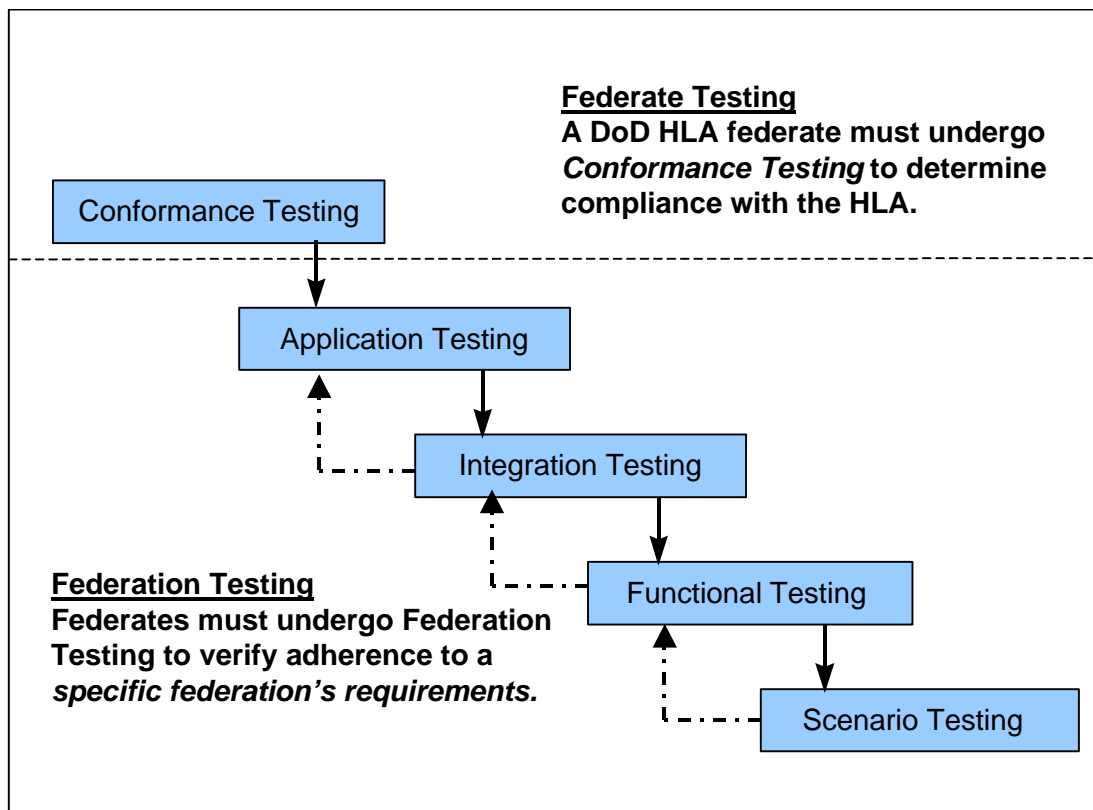 Federate Testing
A DoD HLA federate must undergo
Conformance Testing to determine
compliance with the HLA.
Conformance Testing
Application Testing
Integration Testing
Functional Testing
Federation Testing
Federates must undergo Federation
Testing to verify adherence to a
specific federation's requirements.
Scenario Testing